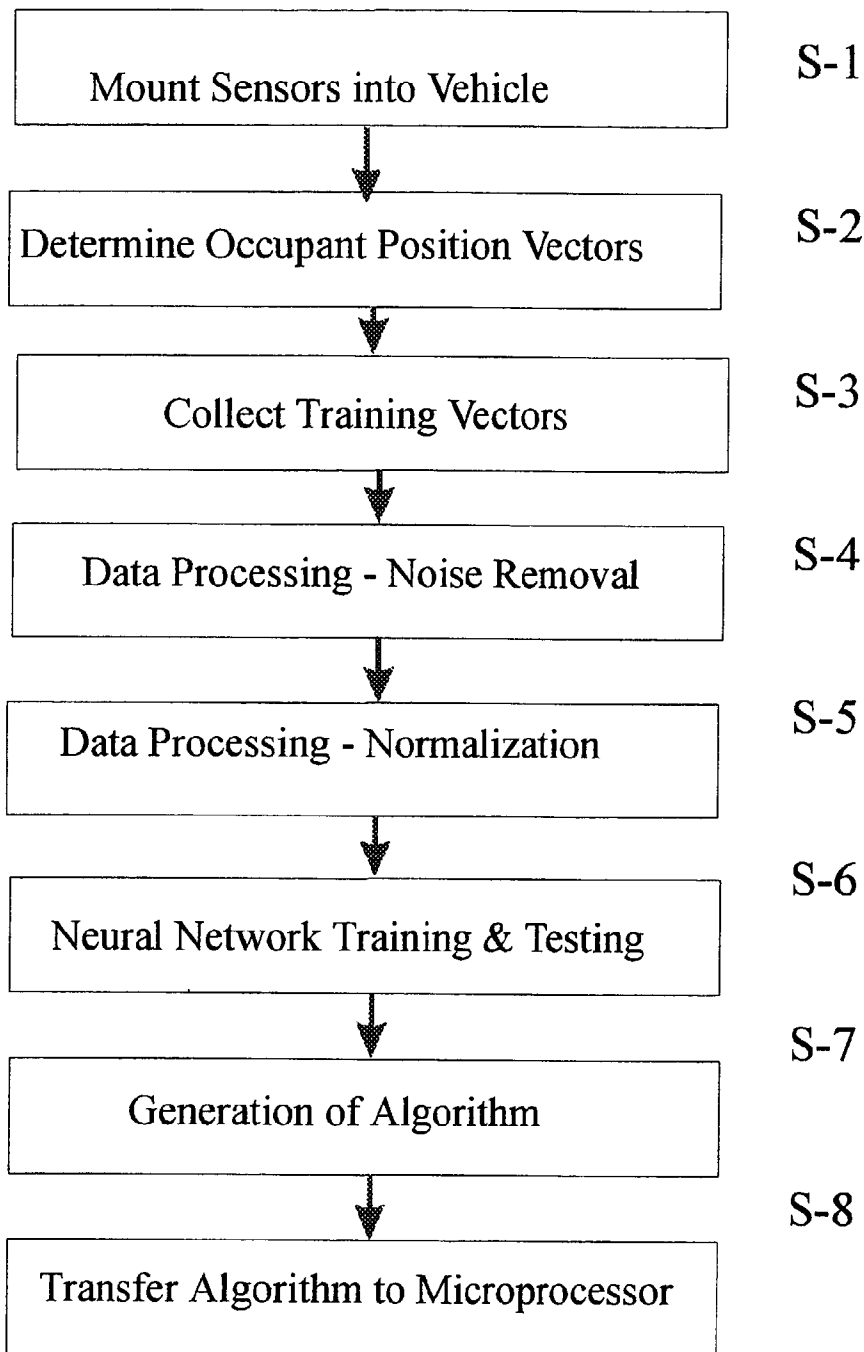 S-1
Mount Sensors into Vehicle
S-2
Determine Occupant Position Vectors
S-3
Collect Training Vectors
S-4
Data Processing - Noise Removal
S-5
Data Processing - Normalization
S-6
Neural Network Training & Testing
S-7
Generation of Algorithm
S-8
Transfer Algorithm to Microprocessor